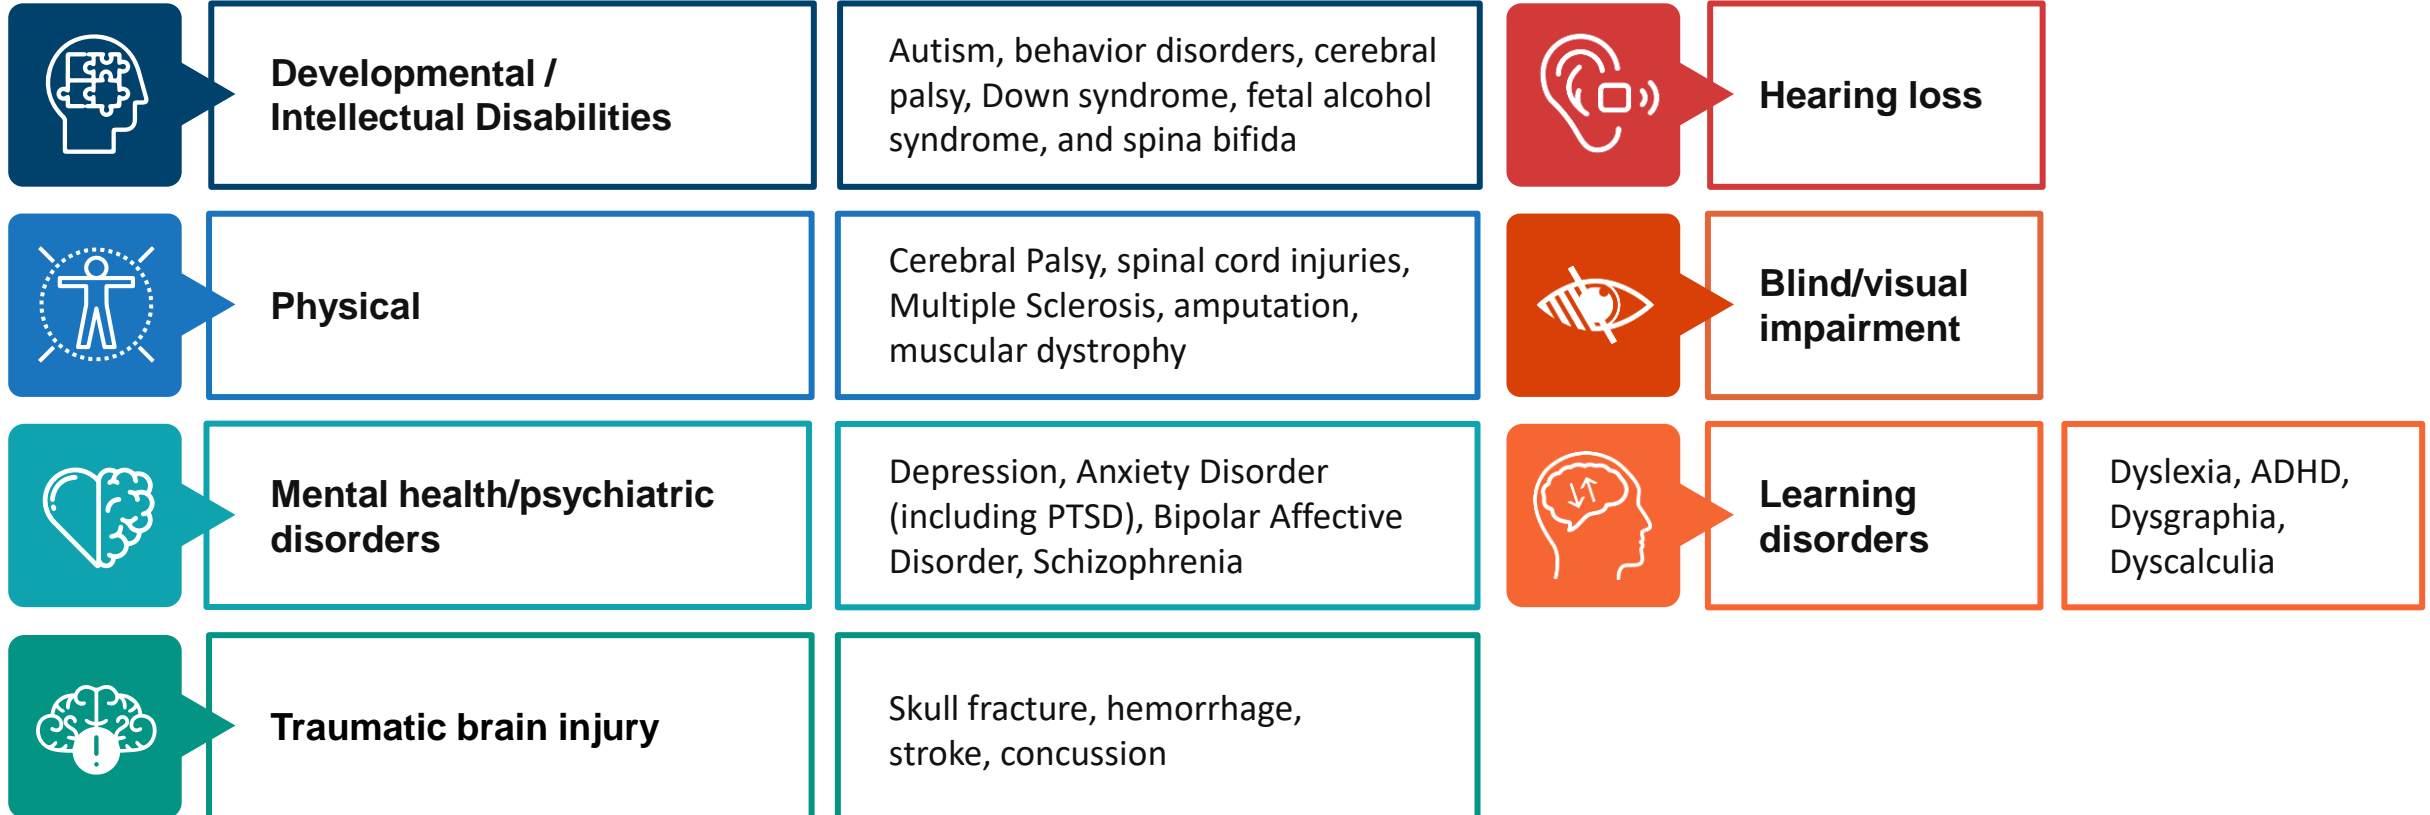 Developmental /
Intellectual Disabilities
Autism, behavior disorders, cerebral
palsy, Down syndrome, fetal alcohol
syndrome, and spina bifida
Physical
Cerebral Palsy, spinal cord injuries,
Multiple Sclerosis, amputation,
muscular dystrophy
Mental health/psychiatric
disorders
Depression, Anxiety Disorder
(including PTSD), Bipolar Affective
Disorder, Schizophrenia
Traumatic brain injury
Skull fracture, hemorrhage,
stroke, concussion
Hearing loss
Blind/visual
impairment
Learning
disorders
Dyslexia, ADHD,
Dysgraphia,
Dyscalculia